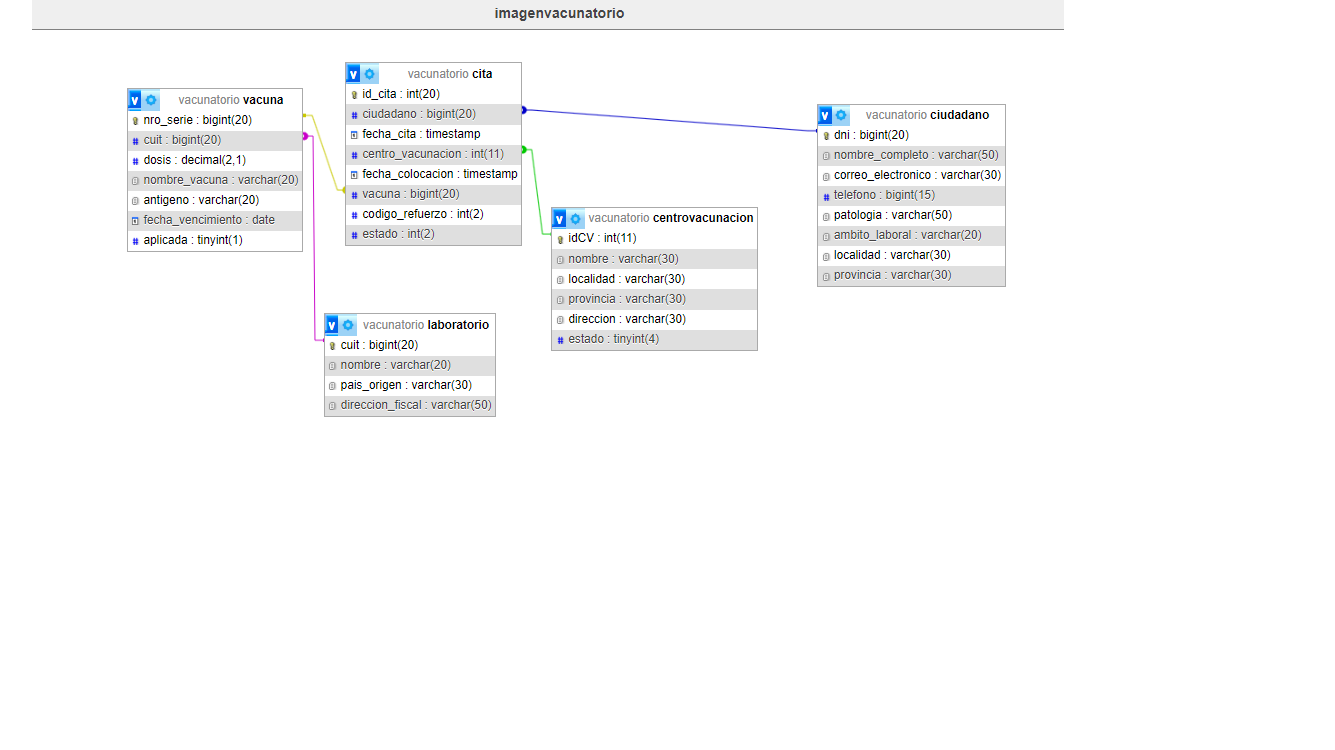 imagenvacunatorio
vacunatorio vacuna
nro_serie : bigint(20)
cuit : bigint(20)
dosis : decimal(2,1)
nombre_vacuna : varchar(20)
antigeno : varchar(20)
fecha_vencimiento : date
aplicada : tinyint(1)
vacunatorio cita
id_cita : int(20)
ciudadano : bigint(20)
fecha_cita : timestamp
centro_vacunacion : int(11)
fecha_colocacion : timestamp
vacuna : bigint(20)
codigo_refuerzo : int(2)
estado : int(2)
vacunatorio ciudadano
dni : bigint(20)
nombre_completo : varchar(50)
correo_electronico : varchar(30)
telefono : bigint(15)
patologia : varchar(50)
ambito_laboral : varchar(20)
localidad : varchar(30)
provincia : varchar(30)
vacunatorio centrovacunacion
idCV : int(11)
nombre : varchar(30)
localidad : varchar(30)
provincia : varchar(30)
direccion : varchar(30)
estado : tinyint(4)
vacunatorio laboratorio
cuit : bigint(20)
nombre : varchar(20)
pais_origen : varchar(30)
direccion_fiscal : varchar(50)